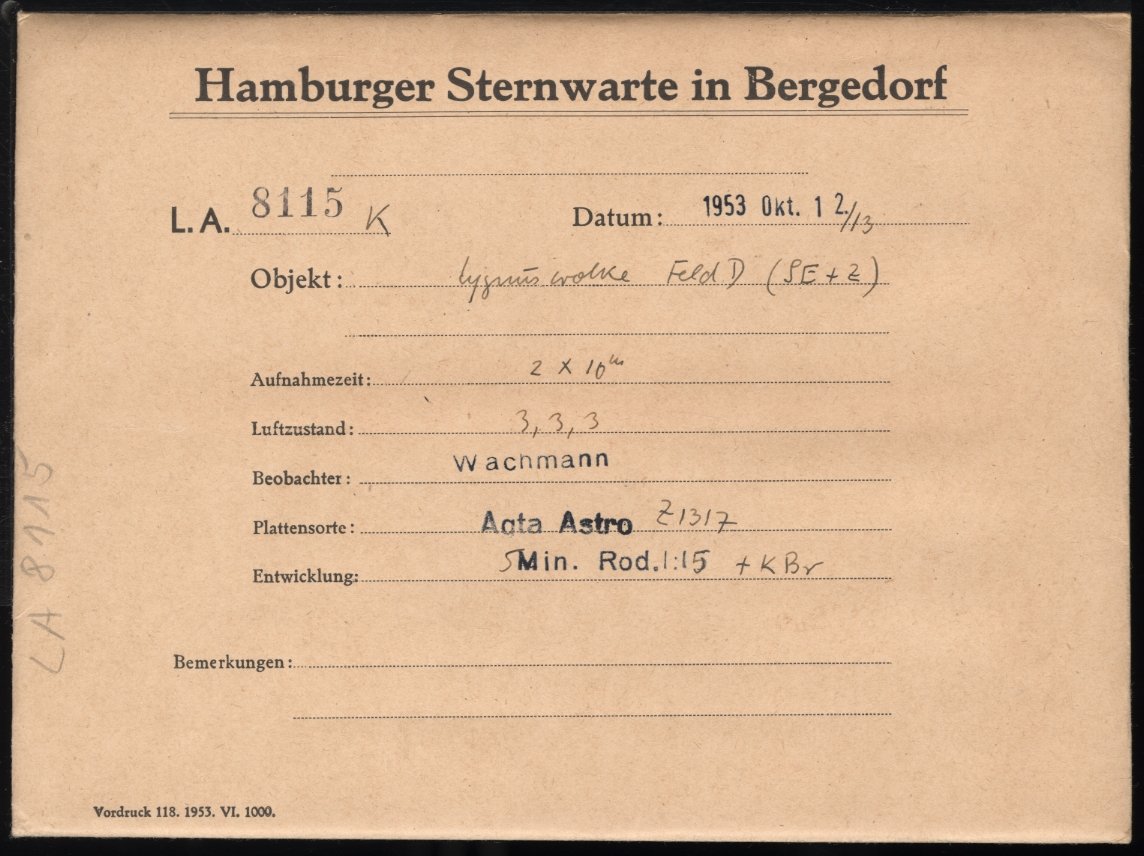 Hamburger Sternwarte in Bergedorf
L. A. 8115 K Datum: 1953 Okt. 1 2./13
Objekt: Cygnuswolke Feld D (SE + Z)
Aufnahmezeit: 2 x 10m
Luftzustand: 3, 3, 3
Beobachter: Wachmann
Plattensorte: Agfa Astro Z1317
Entwicklung: 5 Min. Rod. 1:15 + KBr
Bemerkungen:
Vordruck 118. 1953. VI. 1000.
LA 8115